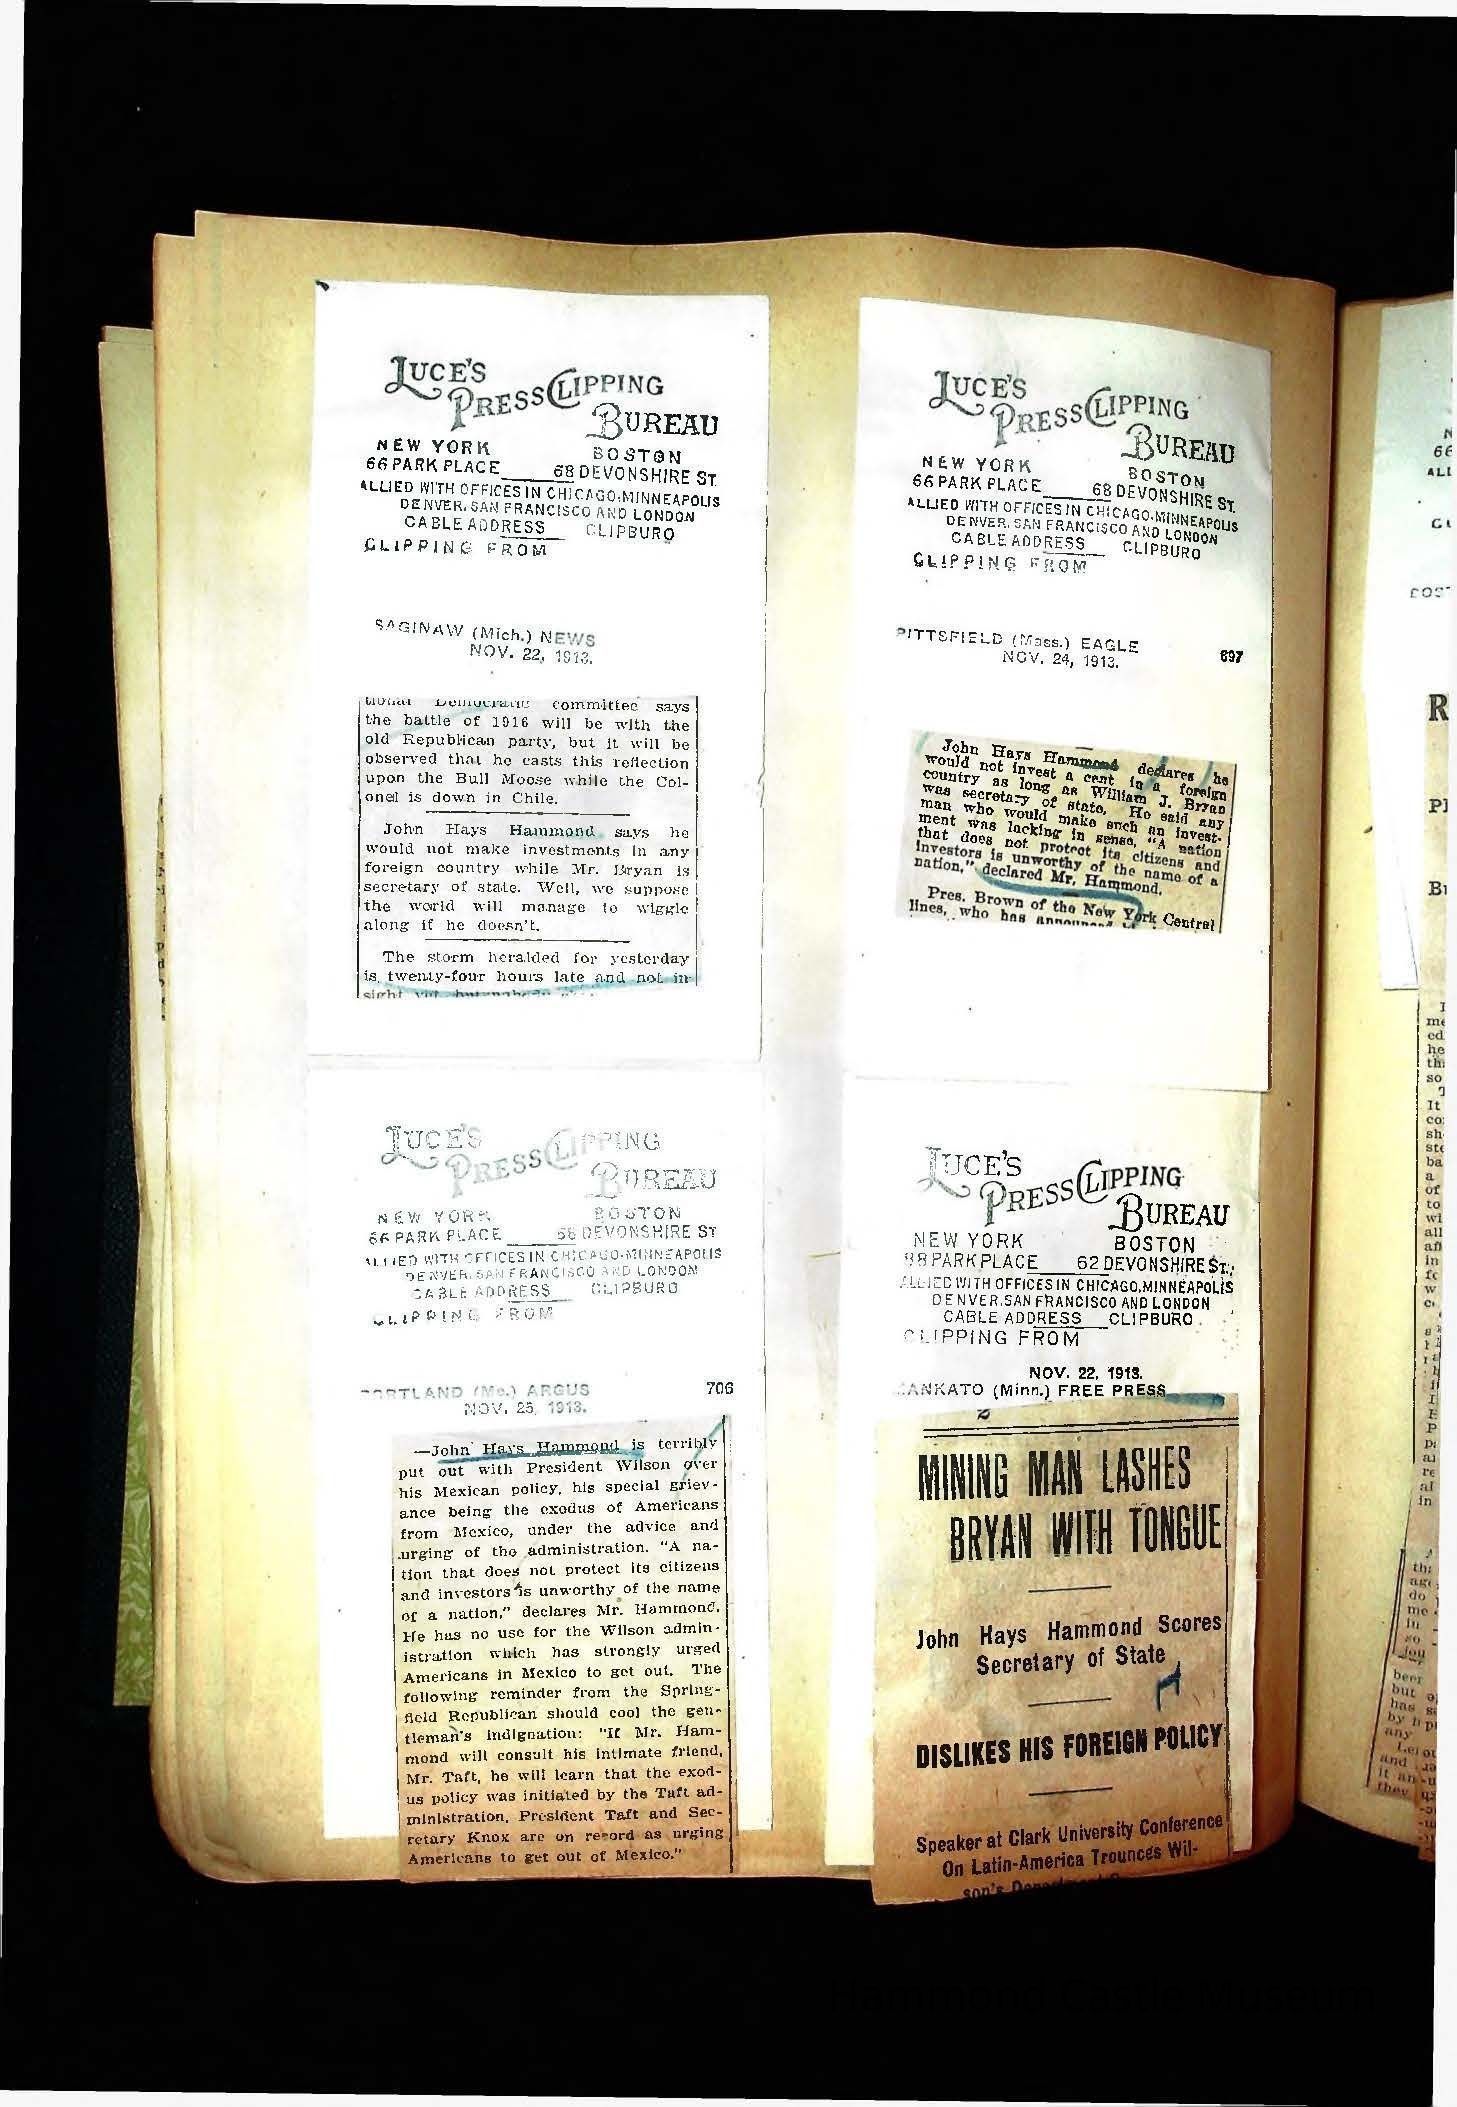 LUCE'S
PRESS CLIPPING
BUREAU
NEW YORK BOSTON
66 PARK PLACE 68 DEVONSHIRE ST
ALLIED WITH OFFICES IN CHICAGO. MINNEAPOLIS
DENVER. SAN FRANCISCO AND LONDON
CABLE ADDRESS CLIPBURO
CLIPPING FROM
SAGINAW (Mich.) NEWS
NOV. 22, 1913.
tional Democratic committee says
the battle of 1916 will be with the
old Republican party, but it will be
observed that he casts this reflection
upon the Bull Moose while the Col-
onel is down in Chile.
John Hays Hammond says he
would not make investments in any
foreign country while Mr. Bryan is
secretary of state. Well, we suppose
the world will manage to wiggle
along if he doesn't.
The storm heralded for yesterday
is twenty-four hours late and not in
sight yet
LUCE'S
PRESS CLIPPING
BUREAU
NEW YORK BOSTON
66 PARK PLACE 68 DEVONSHIRE ST.
ALLIED WITH OFFICES IN CHICAGO. MINNEAPOLIS
DENVER. SAN FRANCISCO AND LONDON
CABLE ADDRESS CLIPBURO
CLIPPING FROM
PITTSFIELD (Mass.) EAGLE
NOV. 24, 1913.
697
John Hays Hammond declares he
would not invest a cent in a foreign
country as long as William J. Bryan
was secretary of state. He said any
man who would make such an invest-
ment was lacking in sense. "A nation
that does not protect its citizens and
investors is unworthy of the name of a
nation," declared Mr. Hammond.
Pres. Brown of the New York Central
lines, who has
LUCE'S
PRESS CLIPPING
BUREAU
NEW YORK BOSTON
66 PARK PLACE 68 DEVONSHIRE ST
ALLIED WITH OFFICES IN CHICAGO. MINNEAPOLIS
DENVER. SAN FRANCISCO AND LONDON
CABLE ADDRESS CLIPBURO
CLIPPING FROM
PORTLAND (Me.) ARGUS
NOV. 25, 1913.
706
—John Hays Hammond is terribly
put out with President Wilson over
his Mexican policy, his special griev-
ance being the exodus of Americans
from Mexico, under the advice and
urging of the administration. "A na-
tion that does not protect its citizens
and investors is unworthy of the name
of a nation," declares Mr. Hammond.
He has no use for the Wilson admin-
istration which has strongly urged
Americans in Mexico to get out. The
following reminder from the Spring-
field Republican should cool the gen-
tleman's indignation: "If Mr. Ham-
mond will consult his intimate friend,
Mr. Taft, he will learn that the exod-
us policy was initiated by the Taft ad-
ministration. President Taft and Sec-
retary Knox are on record as urging
Americans to get out of Mexico."
LUCE'S
PRESS CLIPPING
BUREAU
NEW YORK BOSTON
PARK PLACE 62 DEVONSHIRE ST.
ALLIED WITH OFFICES IN CHICAGO, MINNEAPOLIS
DENVER. SAN FRANCISCO AND LONDON
CABLE ADDRESS CLIPBURO
CLIPPING FROM
NOV. 22, 1913.
MANKATO (Minn.) FREE PRESS
MINING MAN LASHES
BRYAN WITH TONGUE
John Hays Hammond Scores
Secretary of State
DISLIKES HIS FOREIGN POLICY
Speaker at Clark University Conference
On Latin-America Trounces Wil-
son's
Hammond Castle Museum